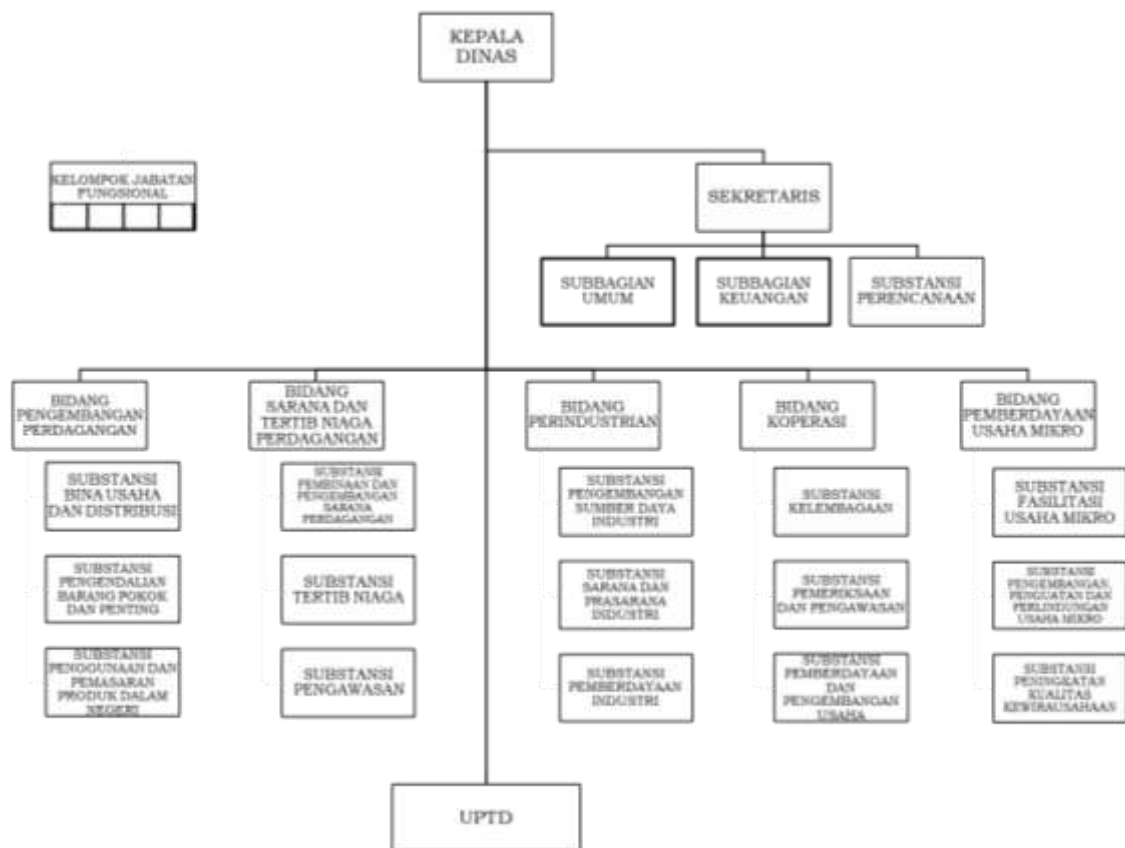 KEPALA
DINAS
KELOMPOK JABATAN
FUNGSIONAL
SEKRETARIS
SUBBAGIAN
UMUM
SUBBAGIAN
KEUANGAN
SUBSTANSI
PERENCANAAN
BIDANG
PENGEMBANGAN
PERDAGANGAN
BIDANG
SARANA DAN
TERTIB NIAGA
PERDAGANGAN
BIDANG
PERINDUSTRIAN
BIDANG
KOPERASI
BIDANG
PEMBERDAYAAN
USAHA MIKRO
SUBSTANSI
BINA USAHA
DAN DISTRIBUSI
SUBSTANSI
PEMBINAAN DAN
PENGEMBANGAN
SARANA
PERDAGANGAN
SUBSTANSI
PENGEMBANGAN
SUMBER DAYA
INDUSTRI
SUBSTANSI
KELEMBAGAAN
SUBSTANSI
FASILITASI
USAHA MIKRO
SUBSTANSI
PENGENDALIAN
BARANG POKOK
DAN PENTING
SUBSTANSI
TERTIB NIAGA
SUBSTANSI
SARANA DAN
PRASARANA
INDUSTRI
SUBSTANSI
PEMERIKSAAN
DAN PENGAWASAN
SUBSTANSI
PENGEMBANGAN,
PENGUATAN DAN
PERLINDUNGAN
USAHA MIKRO
SUBSTANSI
PENGGUNAAN DAN
PEMASARAN
PRODUK DALAM
NEGERI
SUBSTANSI
PENGAWASAN
SUBSTANSI
PEMBERDAYAAN
INDUSTRI
SUBSTANSI
PEMBERDAYAAN
DAN
PENGEMBANGAN
USAHA
SUBSTANSI
PENINGKATAN
KUALITAS
KEWIRAUSAHAAN
UPTD